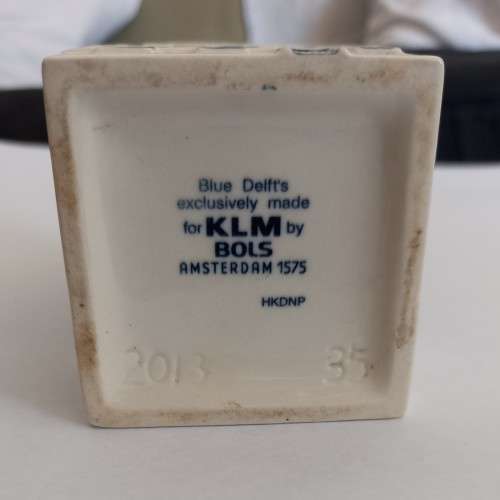 Blue Delft's
exclusively made
for KLM by
BOLS
AMSTERDAM 1575
HKDNP
2013 35